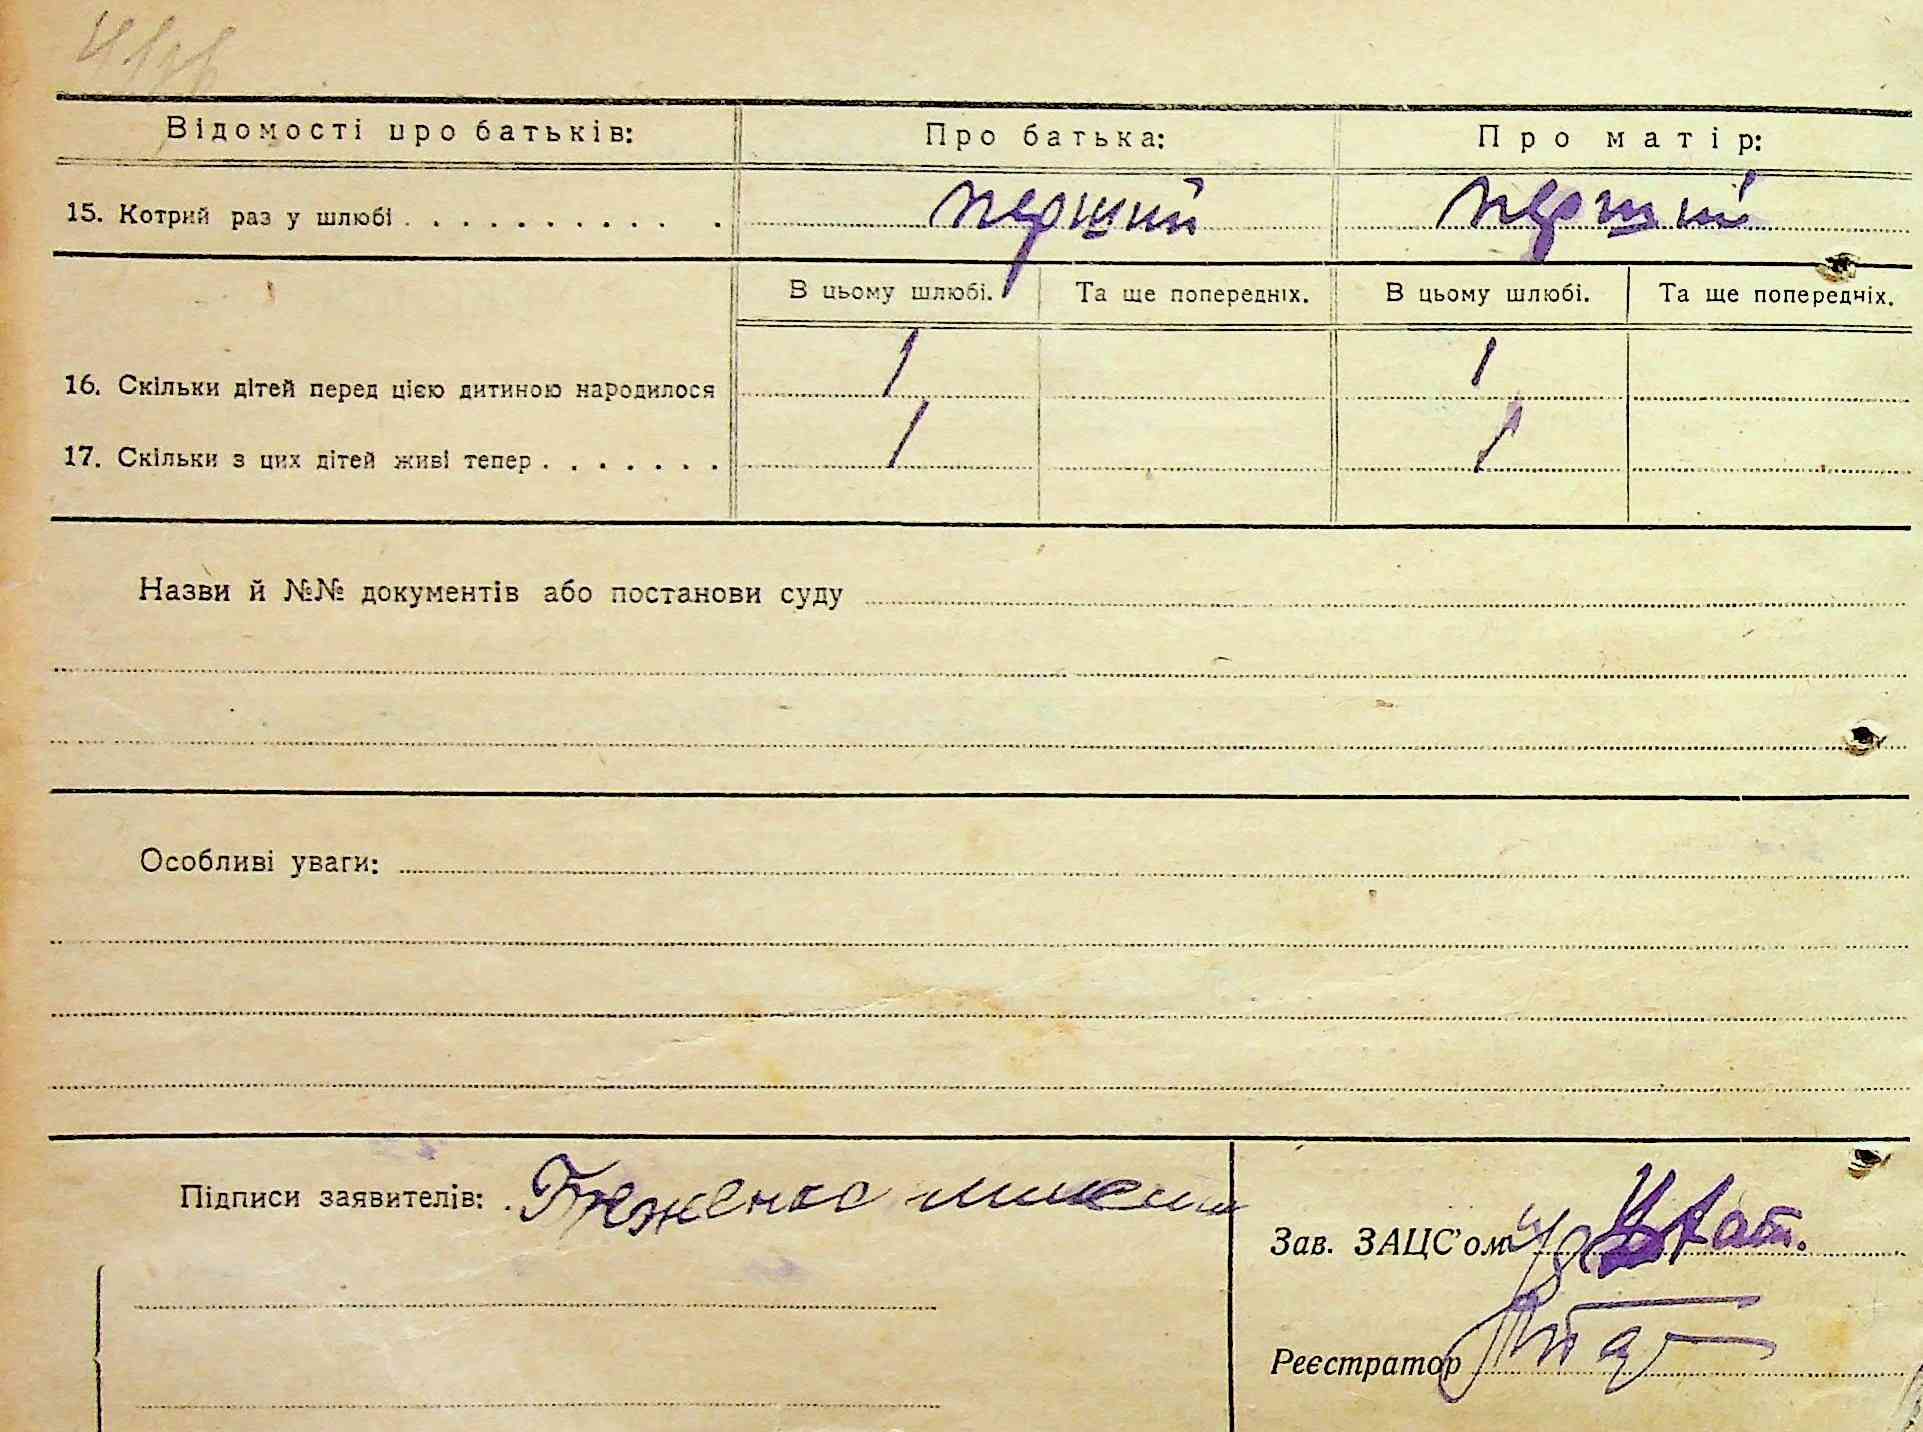 Відомості про батьків: Про батька: Про матір:
15. Котрий раз у шлюбі . . . . . . . . . . . перший перший
В цьому шлюбі. Та ще попередніх. В цьому шлюбі. Та ще попередніх.
16. Скільки дітей перед цією дитиною народилося 1 1
17. Скільки з цих дітей живі тепер . . . . . . . 1 1
Назви й №№ документів або постанови суду
Особливі уваги:
Підписи заявителів:
Зав. ЗАЦС'ом
Реєстратор